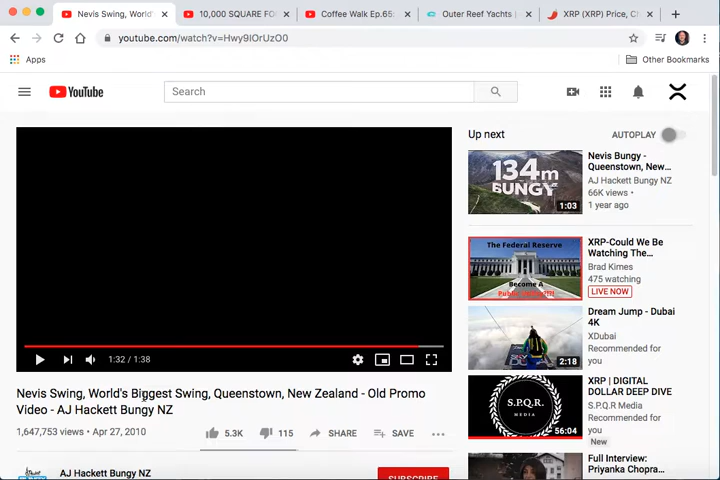 Nevis Swing, World's
10,000 SQUARE FO
Coffee Walk Ep.65:
Outer Reef Yachts |
XRP (XRP) Price, C
youtube.com/watch?v=Hwy9IOrUzO0
Apps
Other Bookmarks
YouTube
Search
Up next
AUTOPLAY
134m
BUNGY
1:03
Nevis Bungy -
Queenstown, New...
AJ Hackett Bungy NZ
66K views •
1 year ago
The Federal Reserve
Become A
XRP-Could We Be
Watching The...
Brad Kimes
475 watching
LIVE NOW
2:18
Dream Jump - Dubai
4K
XDubai
Recommended for
you
1:32 / 1:38
S.P.Q.R.
MEDIA
56:04
XRP | DIGITAL
DOLLAR DEEP DIVE
S.P.Q.R Media
Recommended for
you
New
Nevis Swing, World's Biggest Swing, Queenstown, New Zealand - Old Promo
Video - AJ Hackett Bungy NZ
1,647,753 views • Apr 27, 2010
5.3K
115
SHARE
SAVE
Full Interview:
Priyanka Chopra...
AJ Hackett Bungy NZ
SUBSCRIBE